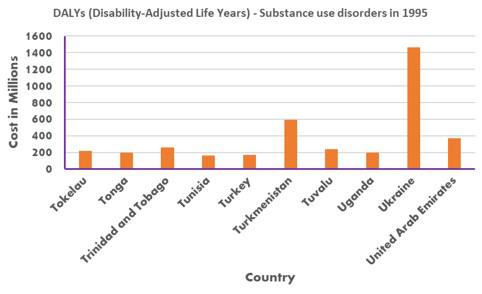 DALYs (Disability-Adjusted Life Years) - Substance use disorders in 1995
Cost in Millions
1600
1400
1200
1000
800
600
400
200
0
Tokelau
Tonga
Trinidad and Tobago
Tunisia
Turkey
Turkmenistan
Tuvalu
Uganda
Ukraine
United Arab Emirates
Country